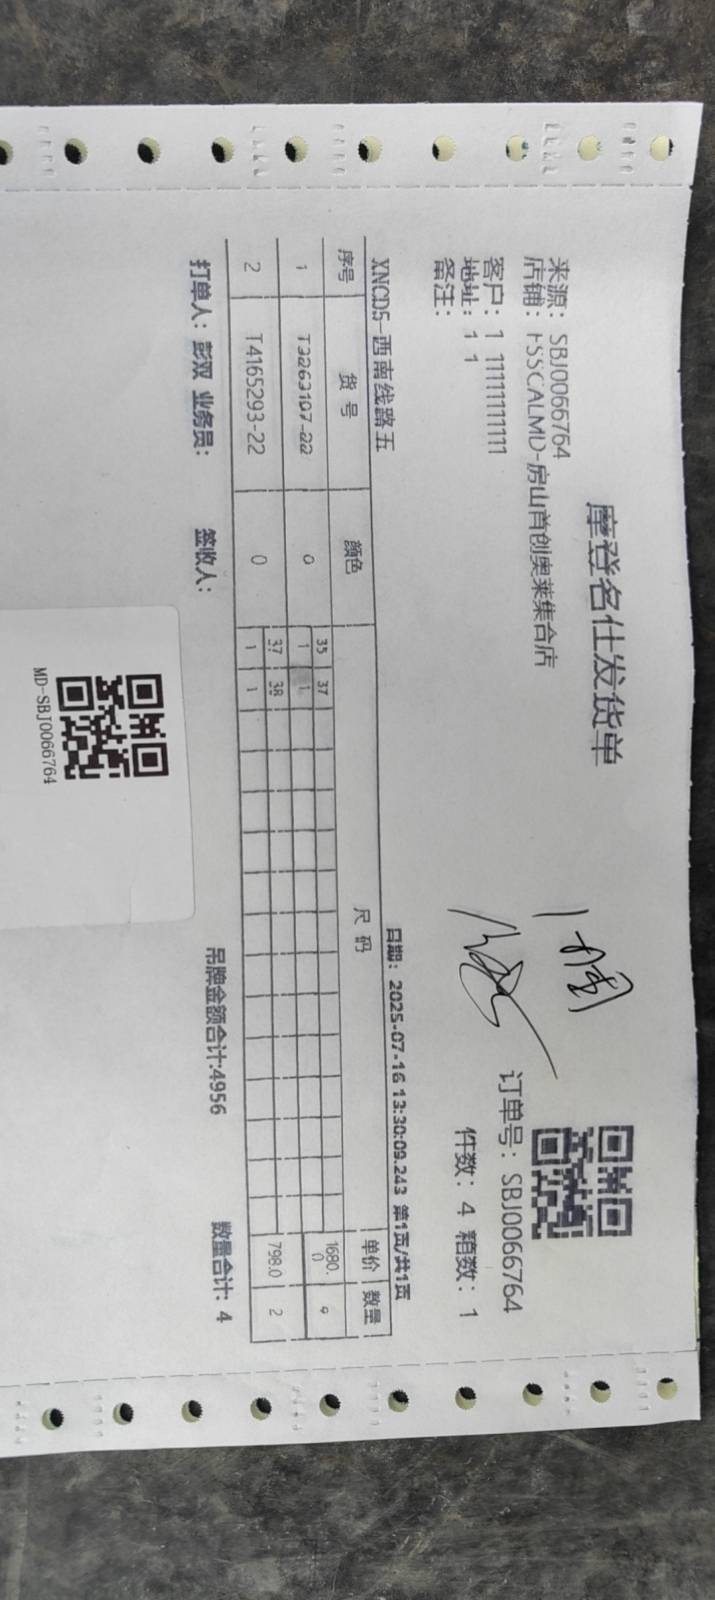 摩登名仕发货单
来源：SBJ0066764
订单号：SBJ0066764
店铺：FSSCALMD-房山首创奥莱集合店
件数：4 箱数：1
客户：1 11111111111
地址：1 1
备注：
XNCD5-西南线路五 日期：2025-07-16 13:30:09.243 第1页/共1页
序号 货号 颜色 尺码 单价 数量
35 37
1 T3263107-22 0 1 1 1680.0
37 38
2 T4165293-22 0 1 1 798.0 2
打单人：彭双 业务员： 签收人： 吊牌金额合计:4956 数量合计：4
MD-SBJ0066764